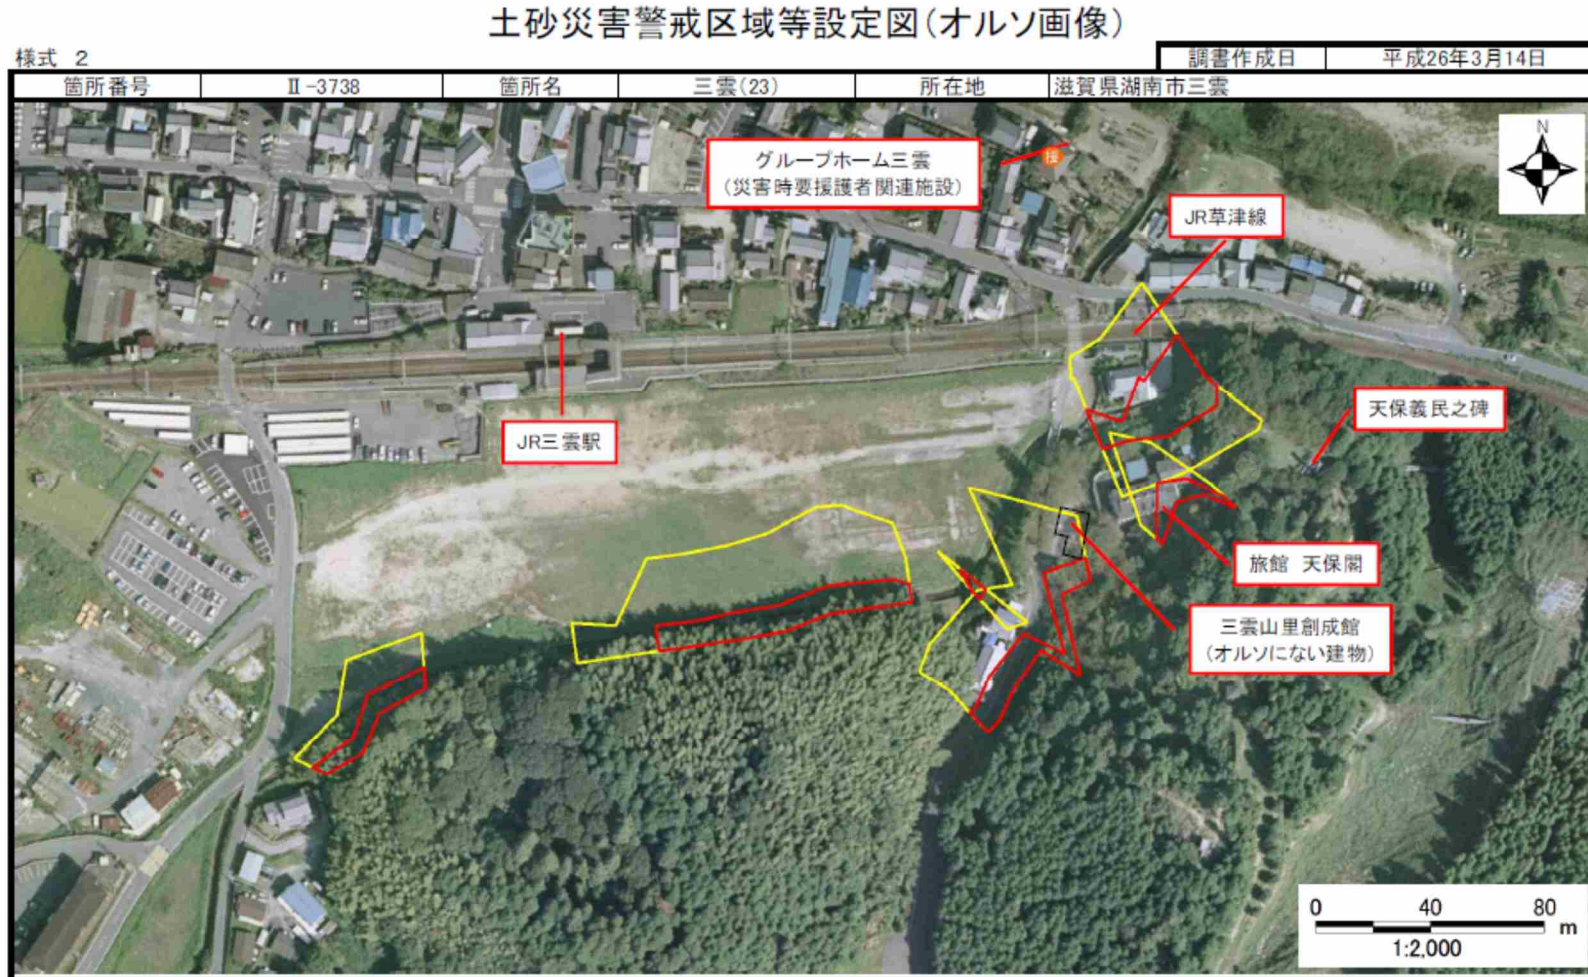 土砂災害警戒区域等設定図(オルソ画像)
様式 2
調書作成日 平成26年3月14日
箇所番号 Ⅱ-3738 箇所名 三雲(23) 所在地 滋賀県湖南市三雲
グループホーム三雲
(災害時要援護者関連施設)
援
N
JR草津線
天保義民之碑
JR三雲駅
旅館 天保閣
三雲山里創成館
(オルソにない建物)
0 40 80
m
1:2,000